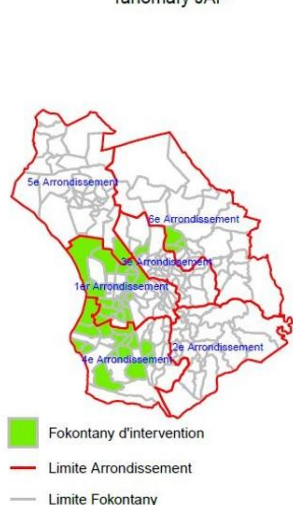 5e Arrondissement
6e Arrondissement
3e Arrondissement
1er Arrondissement
2e Arrondissement
4e Arrondissement
Fokontany d'intervention
Limite Arrondissement
Limite Fokontany